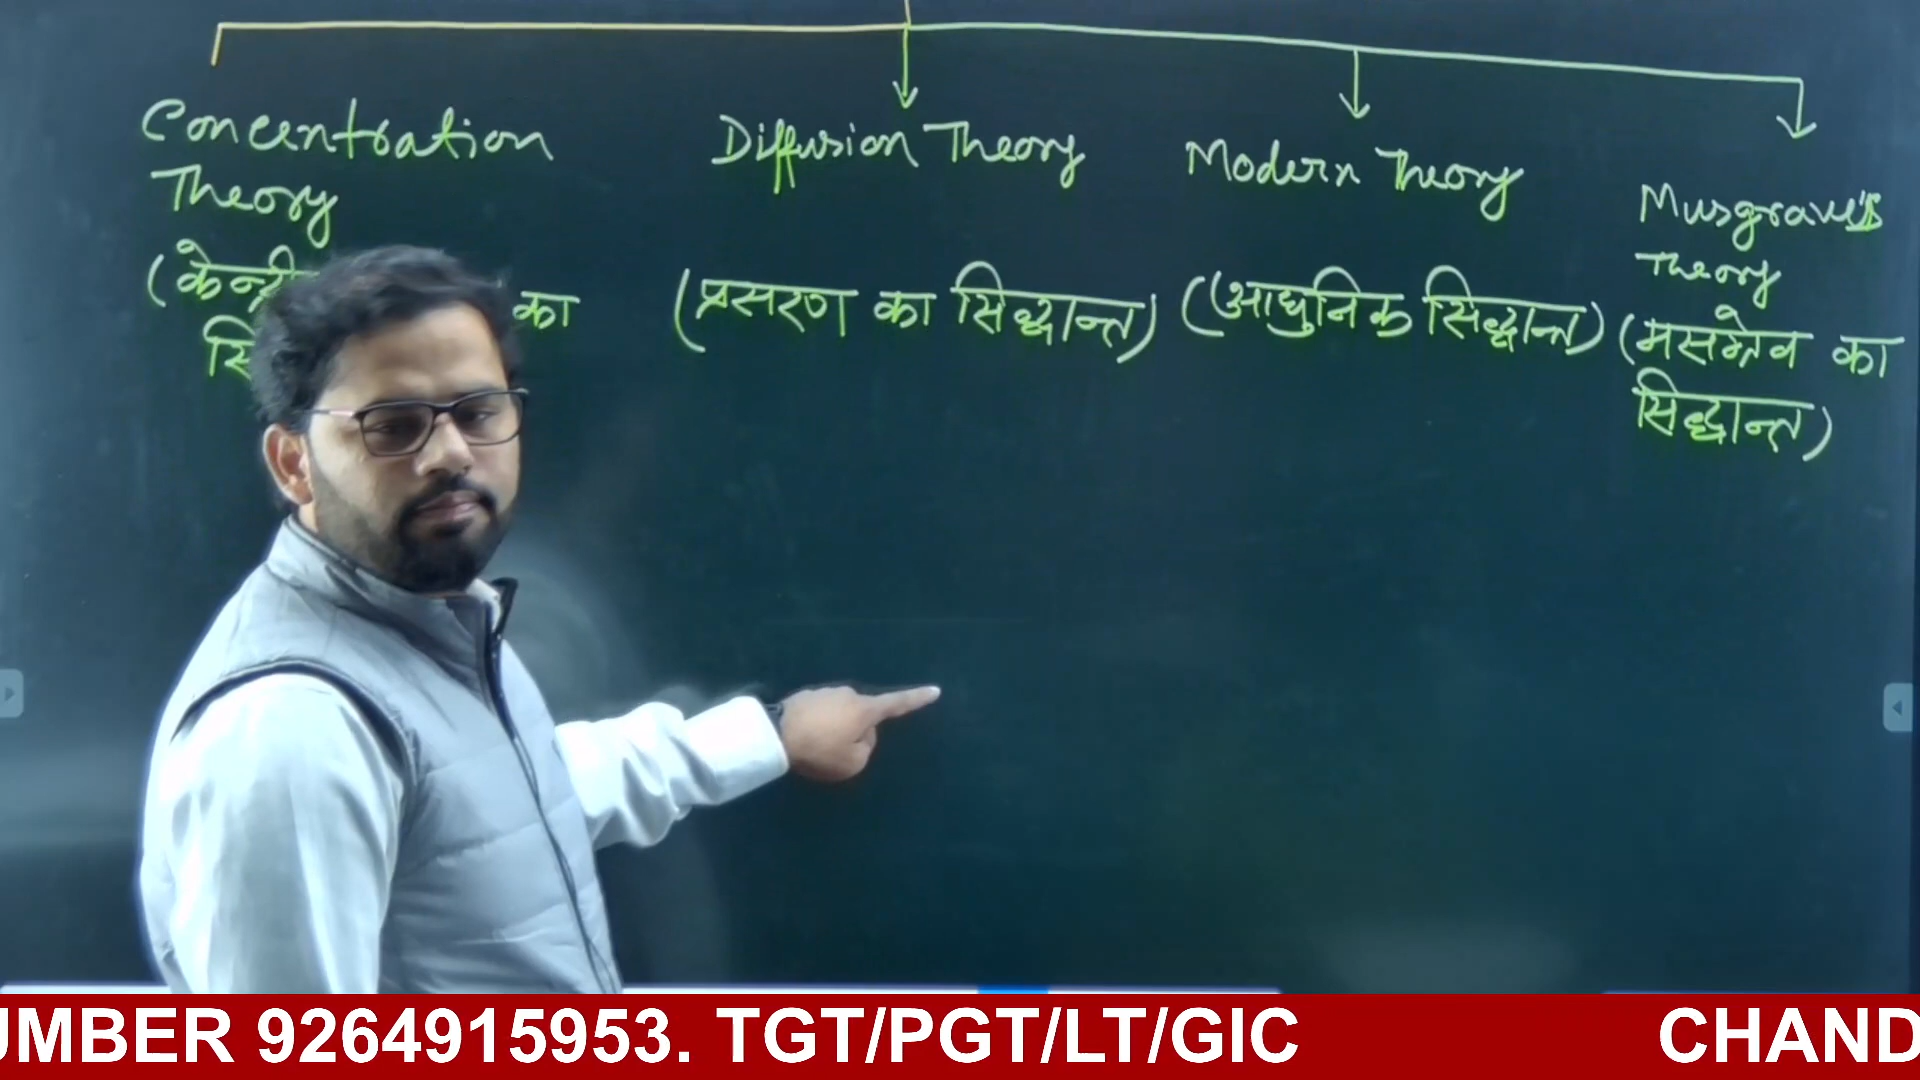 Concentration
Theory
का
Diffusion Theory
(प्रसरण का सिद्धान्त)
Modern Theory
(आधुनिक सिद्धान्त)
Musgrave's
Theory
(मसग्रेव का
सिद्धान्त)
UMBER 9264915953. TGT/PGT/LT/GIC CHAND